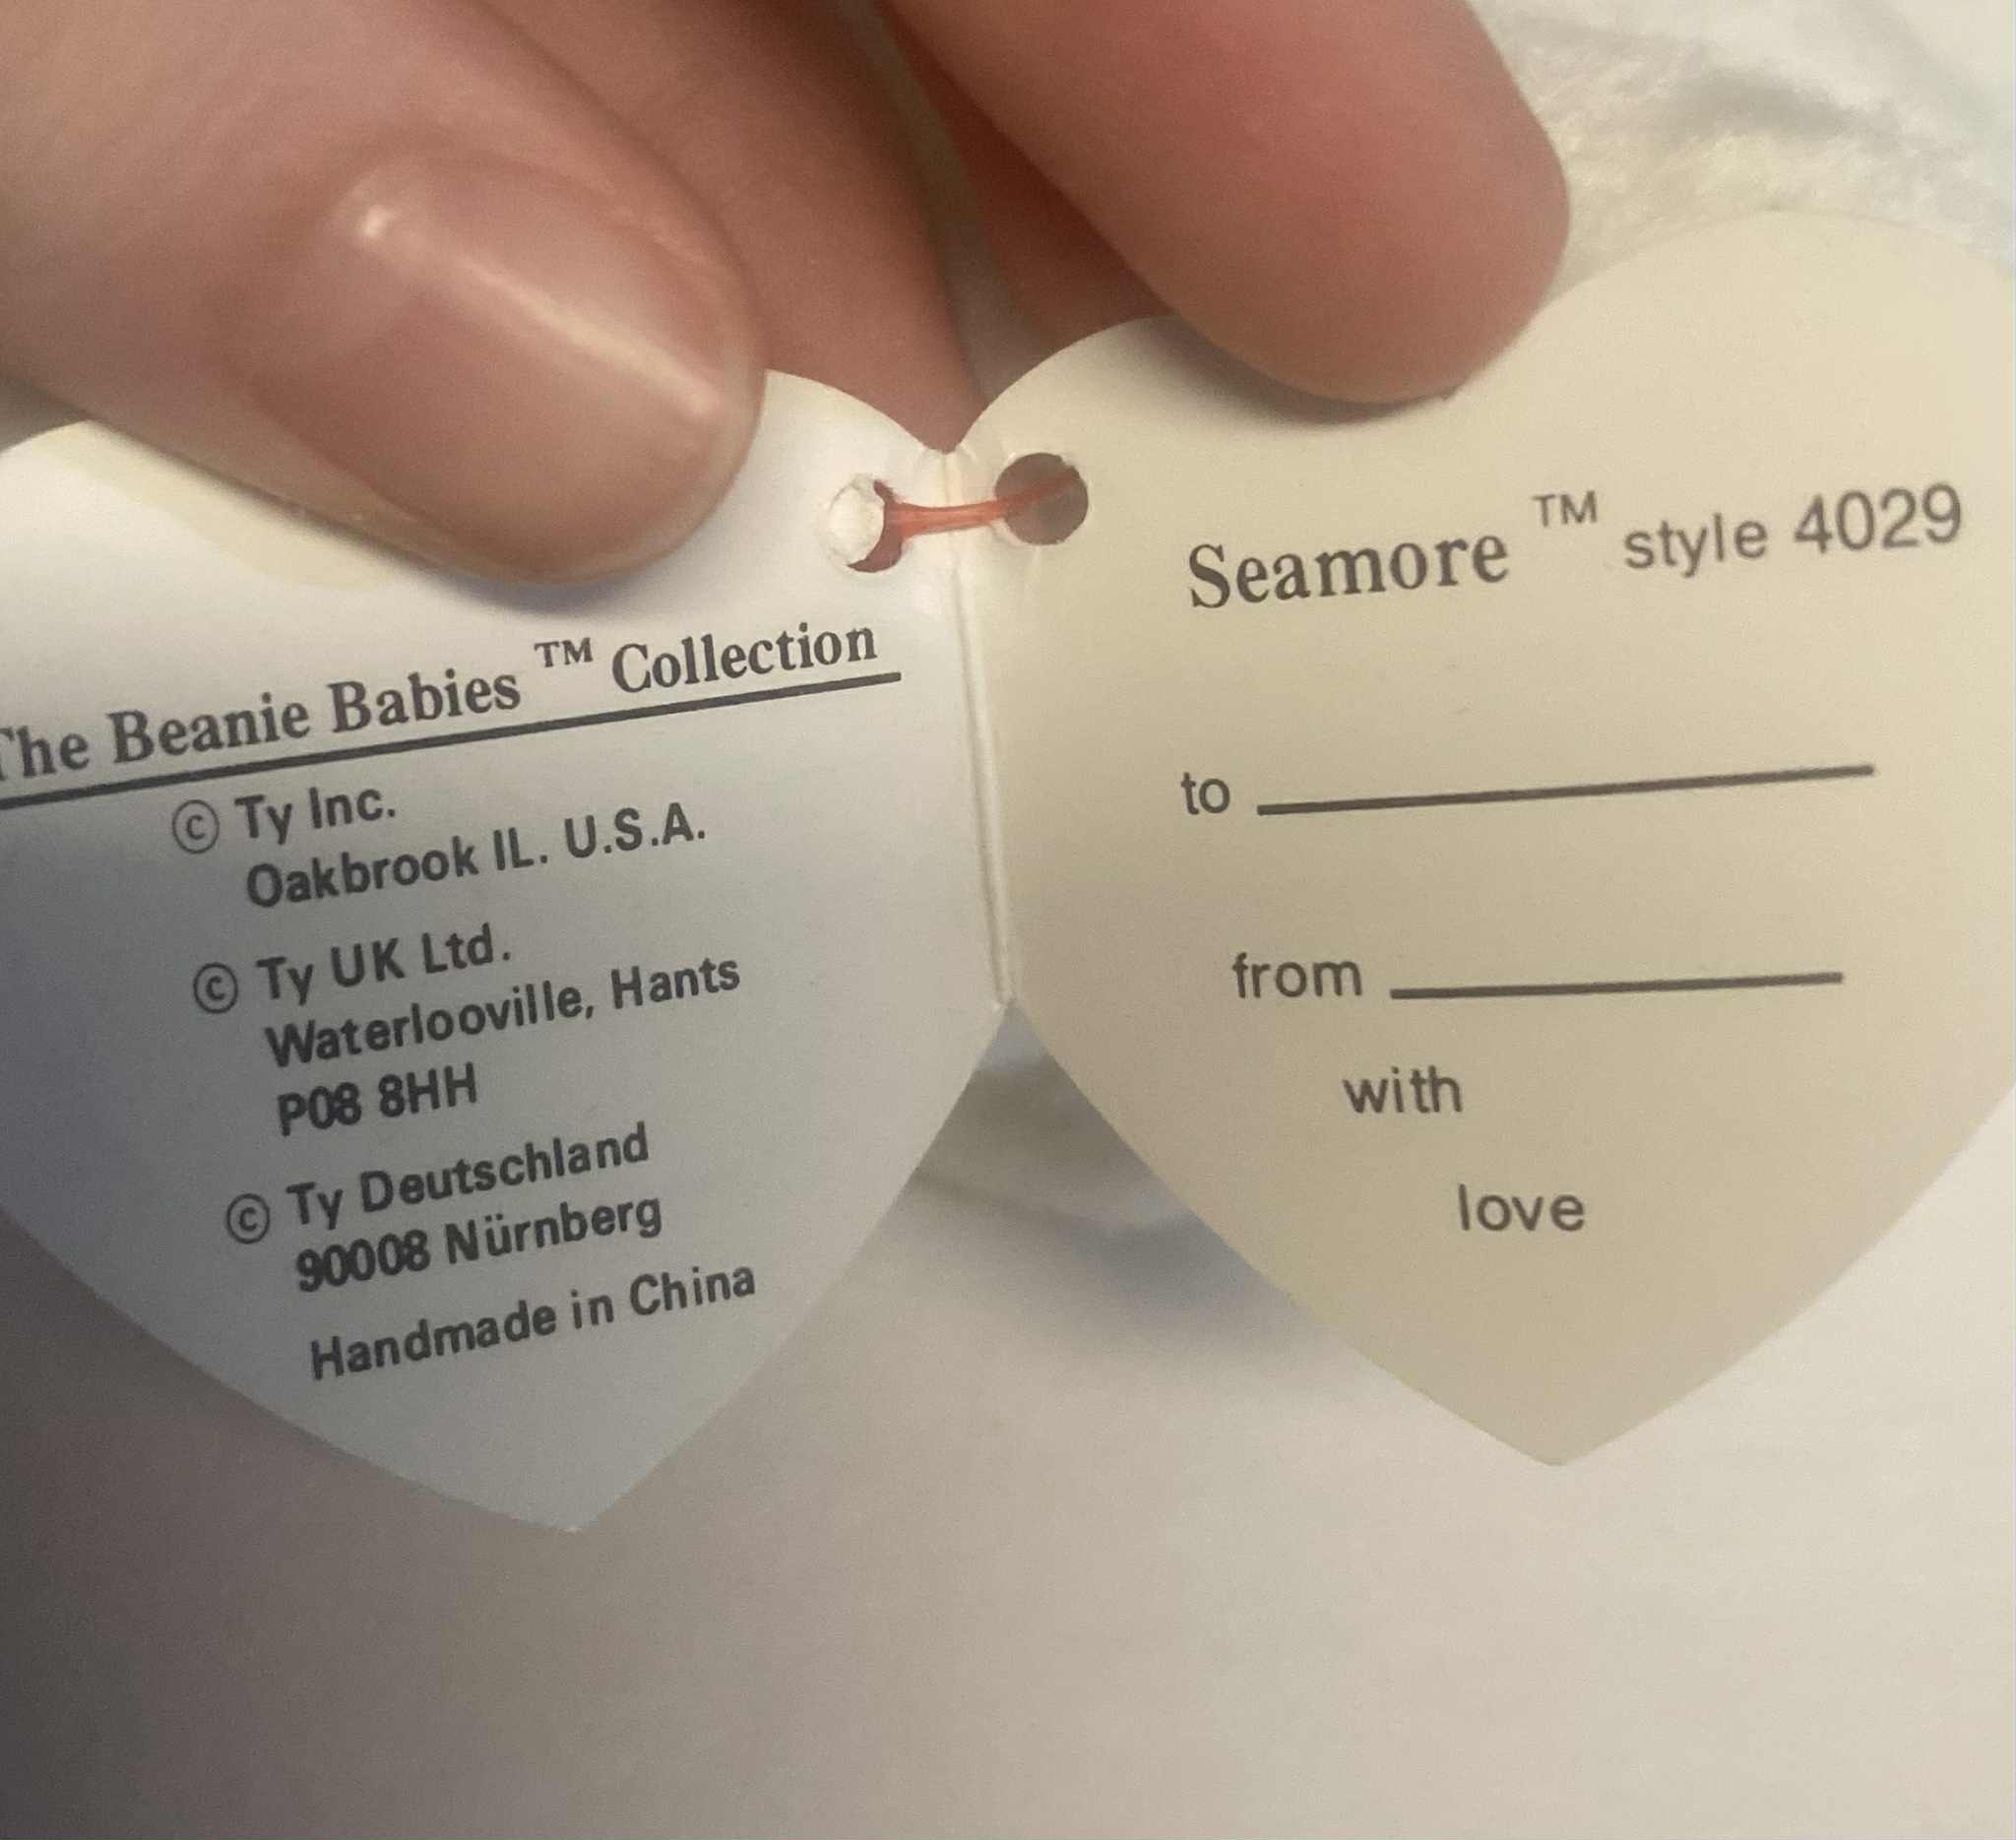 The Beanie Babies ™ Collection
© Ty Inc.
Oakbrook IL. U.S.A.
© Ty UK Ltd.
Waterlooville, Hants
P08 8HH
© Ty Deutschland
90008 Nürnberg
Handmade in China
Seamore ™ style 4029
to
from
with
love